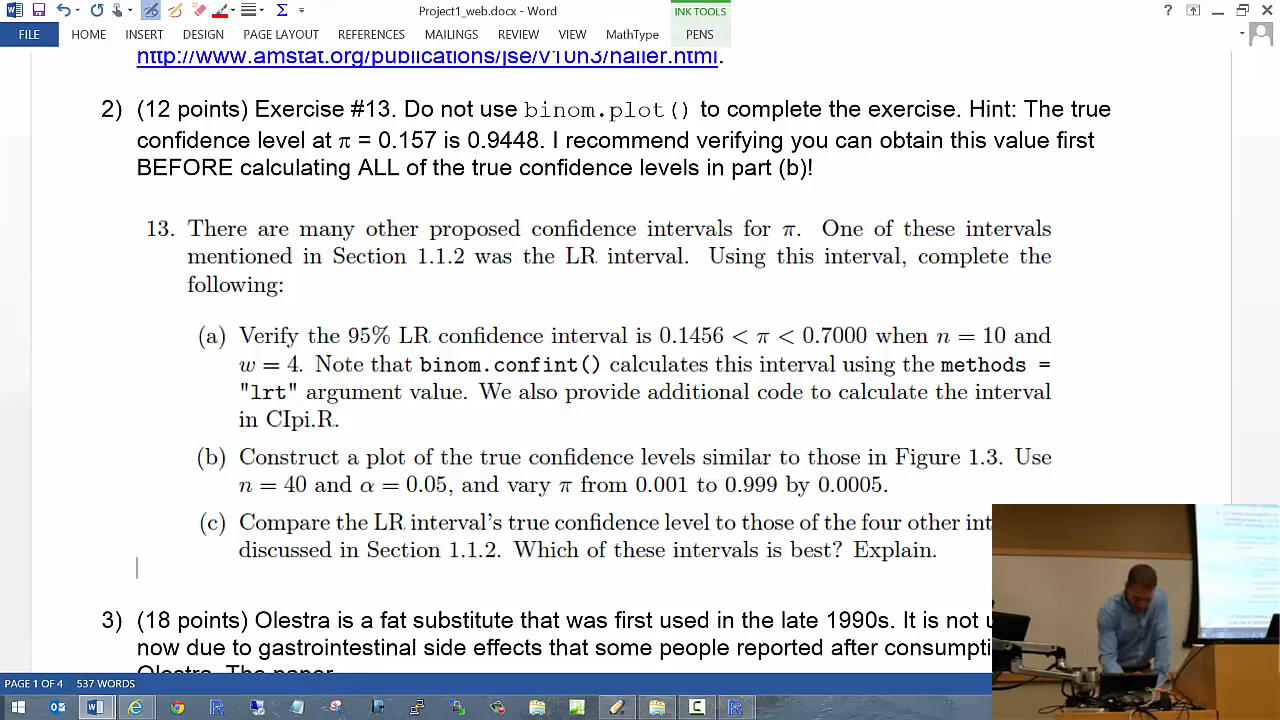 Project1_web.docx - Word
INK TOOLS
FILE HOME INSERT DESIGN PAGE LAYOUT REFERENCES MAILINGS REVIEW VIEW MathType PENS
http://www.amstat.org/publications/jse/v10n3/haller.html.
2) (12 points) Exercise #13. Do not use binom.plot() to complete the exercise. Hint: The true
confidence level at π = 0.157 is 0.9448. I recommend verifying you can obtain this value first
BEFORE calculating ALL of the true confidence levels in part (b)!
13. There are many other proposed confidence intervals for π. One of these intervals
mentioned in Section 1.1.2 was the LR interval. Using this interval, complete the
following:
(a) Verify the 95% LR confidence interval is 0.1456 < π < 0.7000 when n = 10 and
w = 4. Note that binom.confint() calculates this interval using the methods =
"lrt" argument value. We also provide additional code to calculate the interval
in CIpi.R.
(b) Construct a plot of the true confidence levels similar to those in Figure 1.3. Use
n = 40 and α = 0.05, and vary π from 0.001 to 0.999 by 0.0005.
(c) Compare the LR interval's true confidence level to those of the four other int
discussed in Section 1.1.2. Which of these intervals is best? Explain.
3) (18 points) Olestra is a fat substitute that was first used in the late 1990s. It is not u
now due to gastrointestinal side effects that some people reported after consumpti
Olestra. The paper
PAGE 1 OF 4 537 WORDS